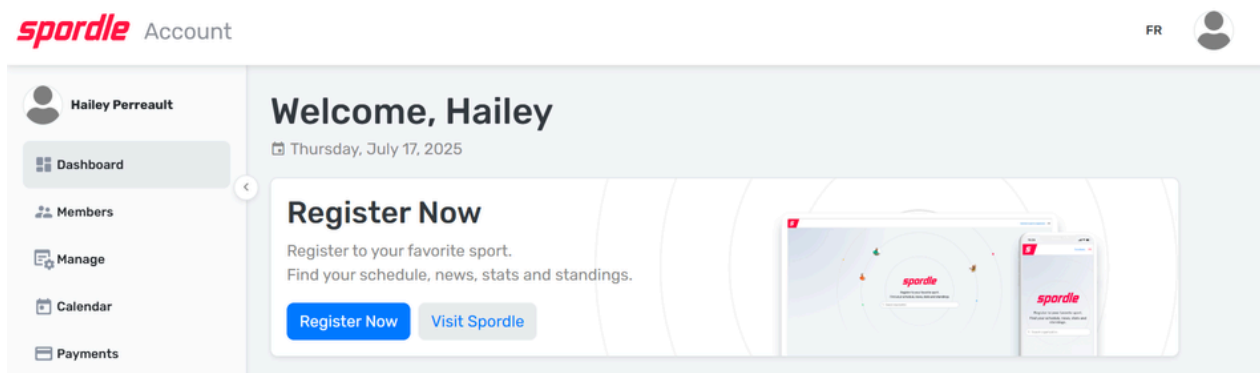 spordle Account
FR
Hailey Perreault
Dashboard
Members
Manage
Calendar
Payments
Welcome, Hailey
Thursday, July 17, 2025
Register Now
Register to your favorite sport.
Find your schedule, news, stats and standings.
Register Now
Visit Spordle
spordle
spordle